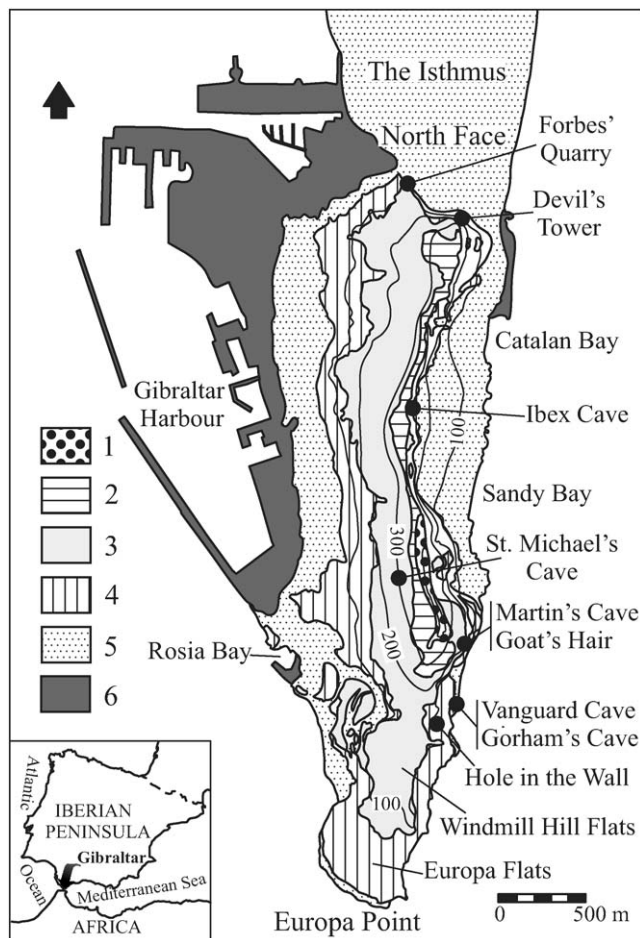 The Isthmus
North Face
Forbes'
Quarry
Devil's
Tower
Catalan Bay
Gibraltar
Harbour
Ibex Cave
100
1
2
3
4
5
6
Sandy Bay
300
St. Michael's
Cave
200
Martin's Cave
Goat's Hair
Rosia Bay
Vanguard Cave
Gorham's Cave
Hole in the Wall
100
Windmill Hill Flats
Europa Flats
Europa Point
0
500 m
Atlantic
Ocean
IBERIAN
PENINSULA
Gibraltar
Mediterranean Sea
AFRICA